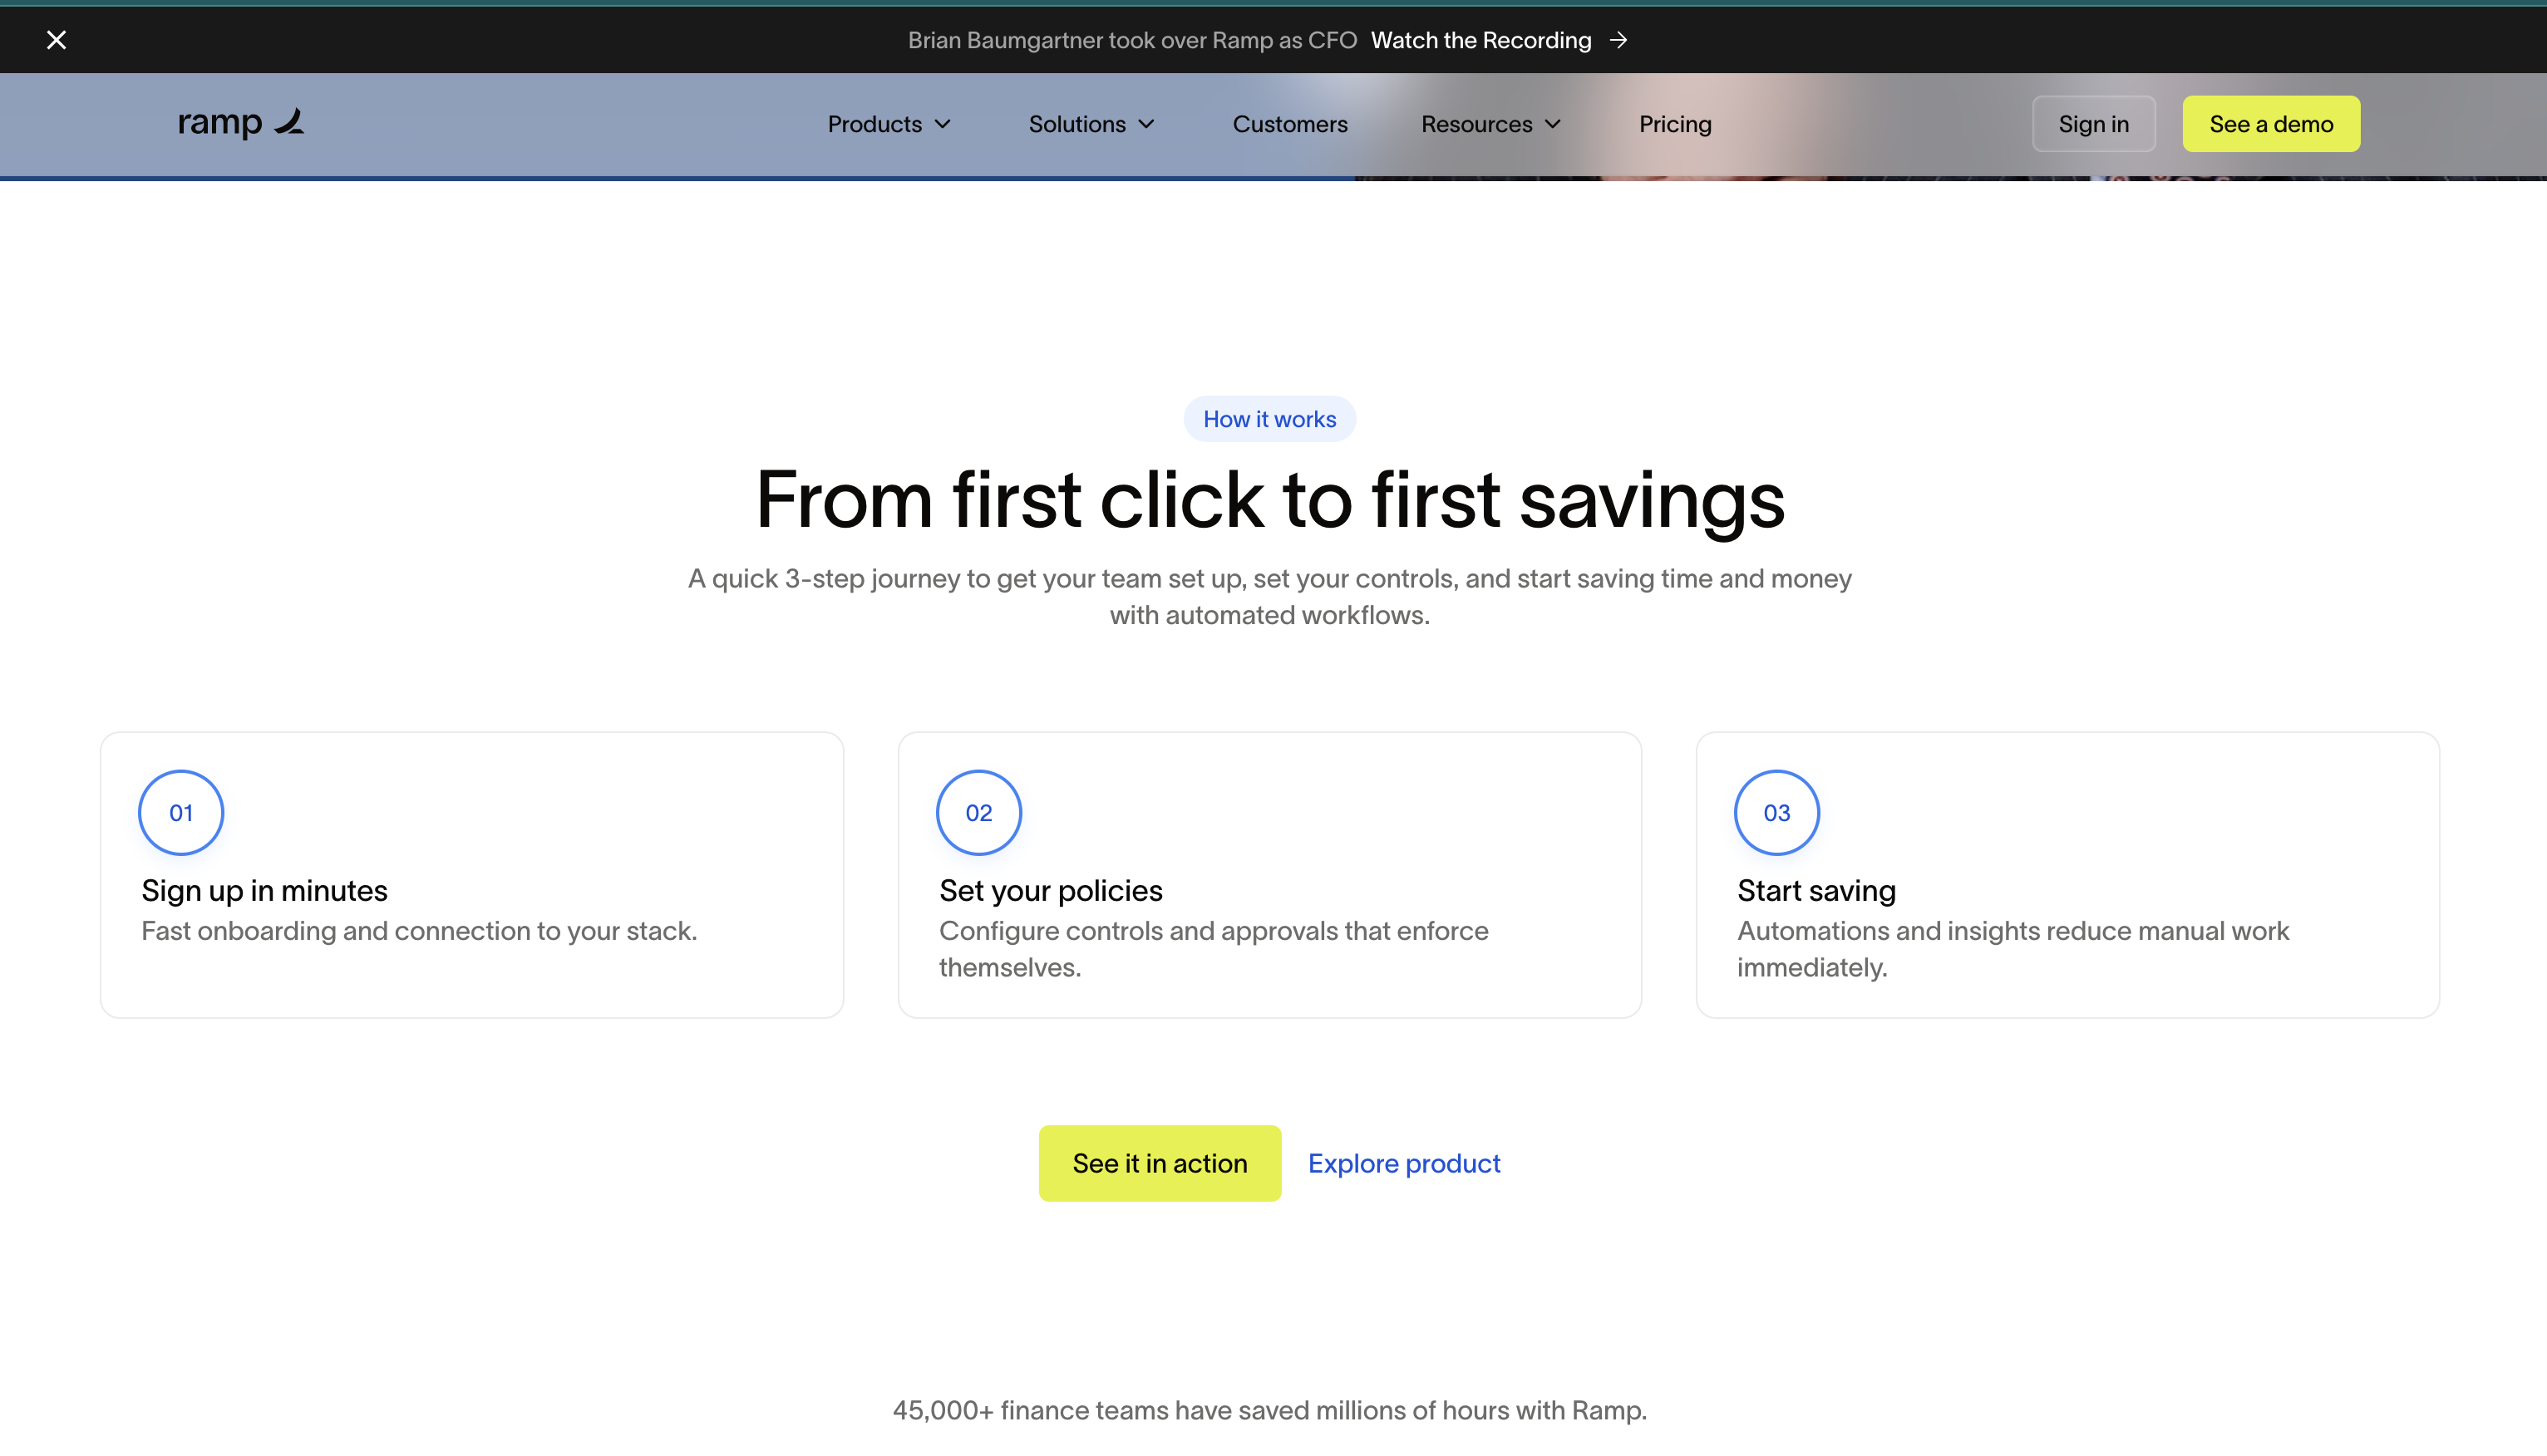 Brian Baumgartner took over Ramp as CFO Watch the Recording →
ramp Products Solutions Customers Resources Pricing Sign in See a demo
How it works
From first click to first savings
A quick 3-step journey to get your team set up, set your controls, and start saving time and money
with automated workflows.
01
Sign up in minutes
Fast onboarding and connection to your stack.
02
Set your policies
Configure controls and approvals that enforce
themselves.
03
Start saving
Automations and insights reduce manual work
immediately.
See it in action Explore product
45,000+ finance teams have saved millions of hours with Ramp.